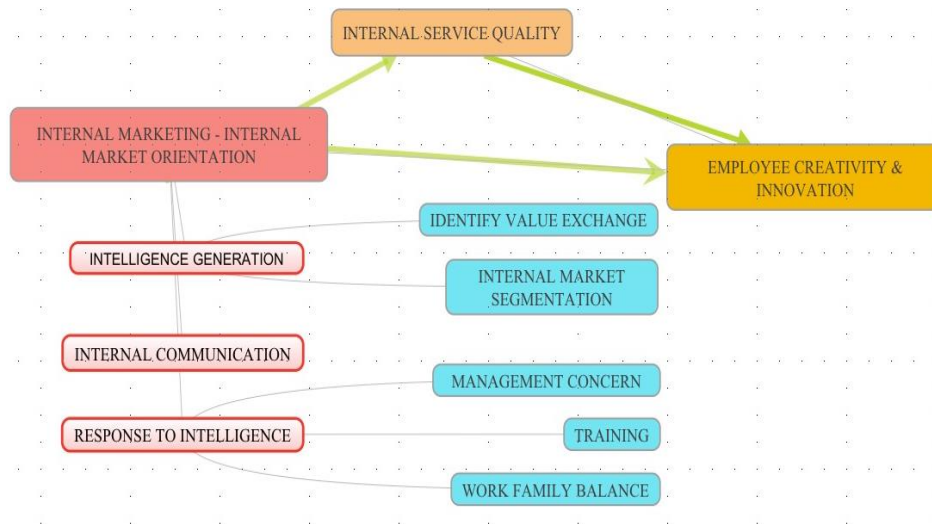 INTERNAL SERVICE QUALITY
INTERNAL MARKETING - INTERNAL
MARKET ORIENTATION
EMPLOYEE CREATIVITY &
INNOVATION
IDENTIFY VALUE EXCHANGE
INTELLIGENCE GENERATION
INTERNAL MARKET
SEGMENTATION
INTERNAL COMMUNICATION
MANAGEMENT CONCERN
RESPONSE TO INTELLIGENCE
TRAINING
WORK FAMILY BALANCE